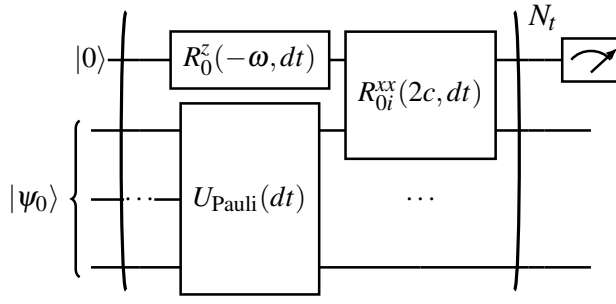 N_t
|0⟩ R_0^z(−ω, dt)
R_{0i}^{xx}(2c, dt)
|ψ_0⟩ ··· U_Pauli(dt) ···